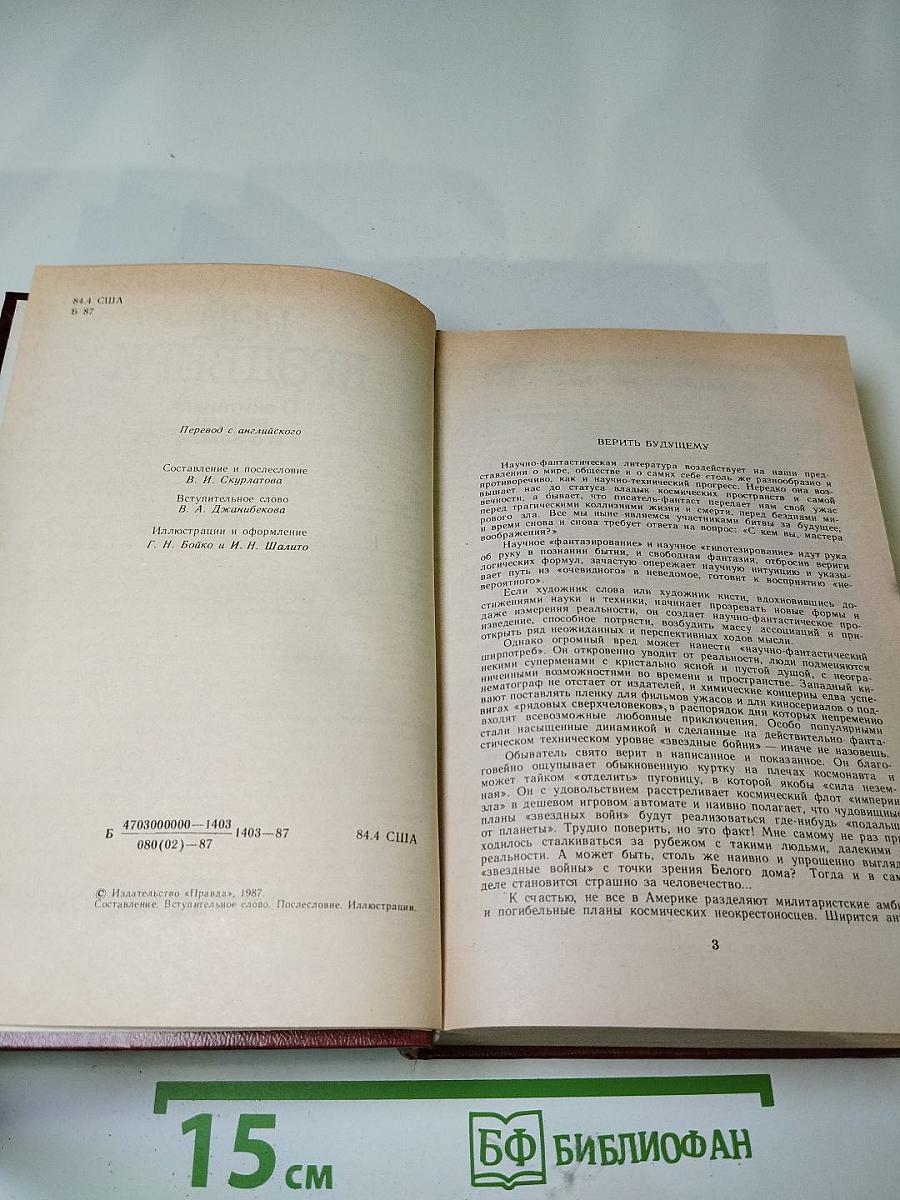 84.4 США
Б 87
Перевод с английского
Составление и послесловие
В. И. Скурлатова
Вступительное слово
В. А. Джанибекова
Иллюстрации и оформление
Г. Н. Бойко и И. Н. Шалито
Б 4703000000—1403 1403—87 84.4 США
080(02)—87
© Издательство «Правда», 1987.
Составление. Вступительное слово. Послесловие. Иллюстрации.
ВЕРИТЬ БУДУЩЕМУ
Научно-фантастическая литература воздействует на наши пред-
ставления о мире, обществе и о самих себе столь же разнообразно и
противоречиво, как и научно-технический прогресс. Нередко она воз-
вышает нас до статуса владык космических пространств и самой
вечности, а бывает, что писатель-фантаст передает нам свой ужас
перед трагическими коллизиями жизни и смерти, перед безднами ми-
рового зла. Все мы ныне являемся участниками битвы за будущее,
и время снова и снова требует ответа на вопрос: «С кем вы, мастера
воображения?»
Научное «фантазирование» и научное «гипотезирование» идут рука
об руку в познании бытия, и свободная фантазия, отбросив вериги
логических формул, зачастую опережает научную интуицию и указы-
вает путь из «очевидного» в неведомое, готовит к восприятию «не-
вероятного».
Если художник слова или художник кисти, вдохновившись до-
стижениями науки и техники, начинает прозревать новые формы и
даже измерения реальности, он создает научно-фантастическое про-
изведение, способное потрясти, возбудить массу ассоциаций и при-
открыть ряд неожиданных и перспективных ходов мысли.
Однако огромный вред может нанести «научно-фантастический
ширпотреб». Он откровенно уводит от реальности, люди подменяются
некими суперменами с кристально ясной и пустой душой, с неогра-
ниченными возможностями во времени и пространстве. Западный ки-
нематограф не отстает от издателей, и химические концерны едва успе-
вают поставлять пленку для фильмов ужасов и для киносериалов о под-
вигах «рядовых сверхчеловеков», в распорядок дня которых непременно
входят всевозможные любовные приключения. Особо популярными
стали насыщенные динамикой и сделанные на действительно фанта-
стическом техническом уровне «звездные бойни» — иначе не назовешь.
Обыватель свято верит в написанное и показанное. Он благо-
говейно ощупывает обыкновенную куртку на плечах космонавта и
может тайком «отделить» пуговицу, в которой якобы «сила незем-
ная». Он с удовольствием расстреливает космический флот «империи
зла» в дешевом игровом автомате и наивно полагает, что чудовищные
планы «звездных войн» будут реализоваться где-нибудь «подальш
от планеты». Трудно поверить, но это факт! Мне самому не раз при
ходилось сталкиваться за рубежом с такими людьми, далекими
реальности. А может быть, столь же наивно и упрощенно выгляд
«звездные войны» с точки зрения Белого дома? Тогда и в сам
деле становится страшно за человечество...
К счастью, не все в Америке разделяют милитаристские амби
и погибельные планы космических неокрестоносцев. Ширится ан
3
15 см
БФ БИБЛИОФАН